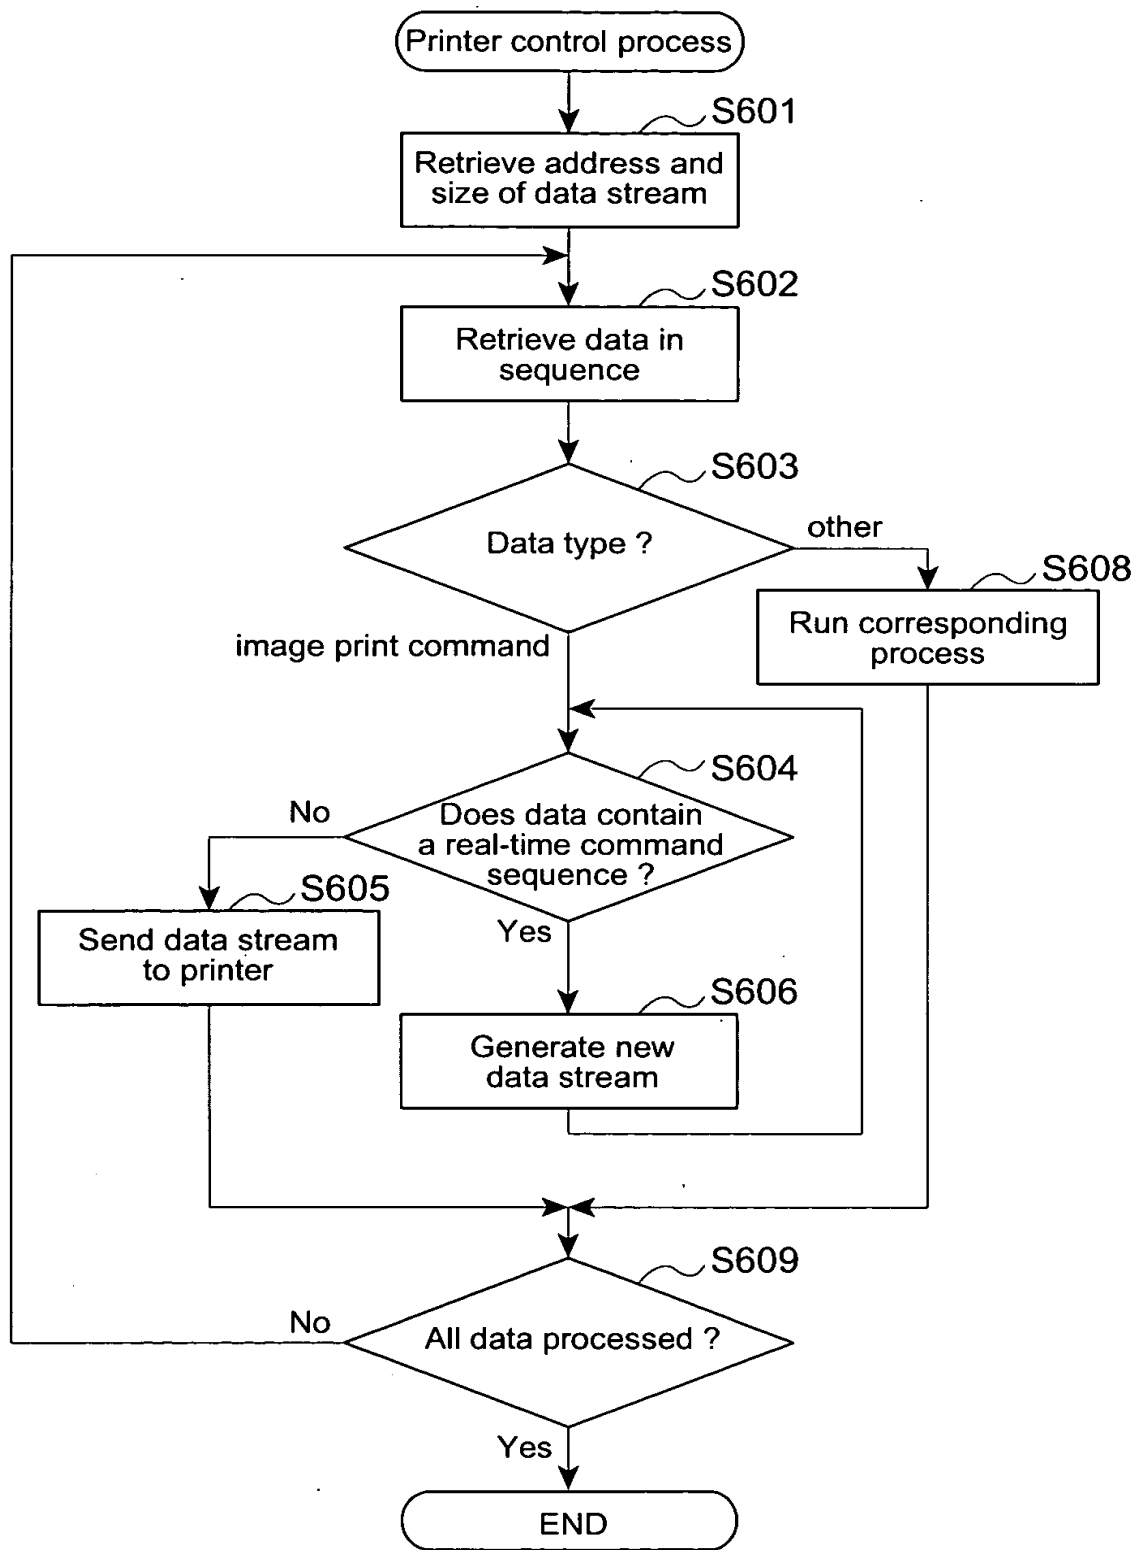 Printer control process
S601
Retrieve address and
size of data stream
S602
Retrieve data in
sequence
S603
Data type ?
other
S608
image print command
Run corresponding
process
S604
No
Does data contain
a real-time command
sequence ?
S605
Yes
Send data stream
to printer
S606
Generate new
data stream
S609
No
All data processed ?
Yes
END